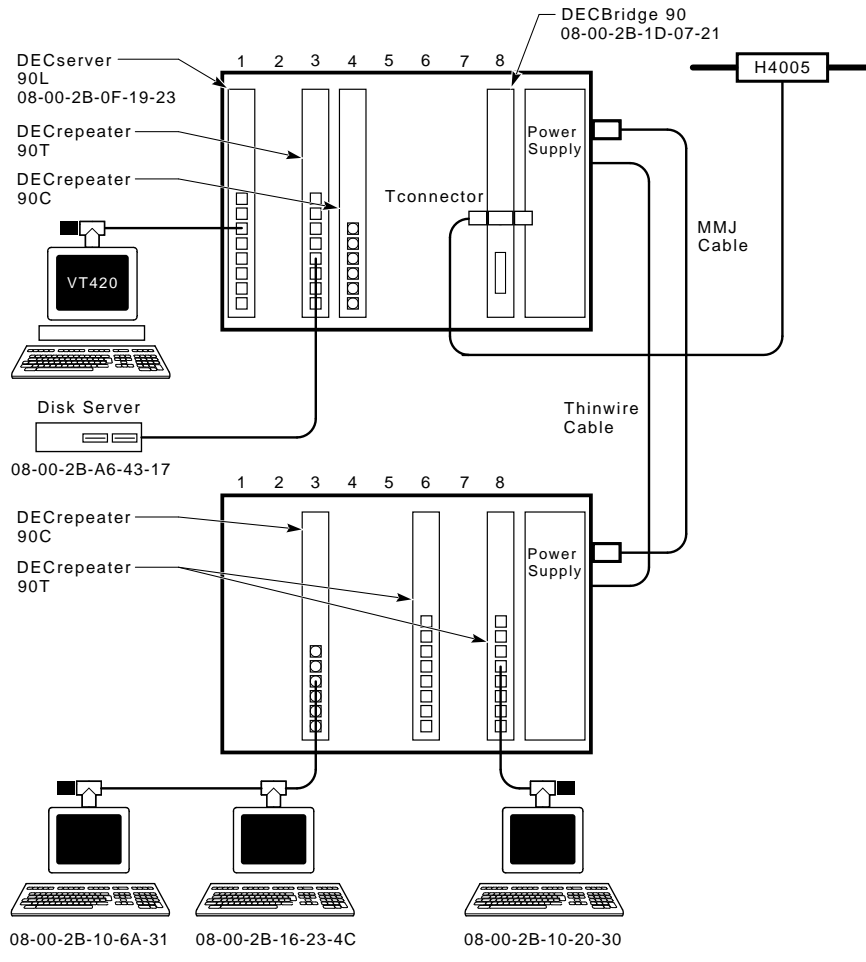 DECBridge 90
08-00-2B-1D-07-21
DECserver
90L
08-00-2B-0F-19-23
1 2 3 4 5 6 7 8
H4005
DECrepeater
90T
Power
Supply
DECrepeater
90C
Tconnector
MMJ
Cable
VT420
Disk Server
Thinwire
Cable
08-00-2B-A6-43-17
1 2 3 4 5 6 7 8
DECrepeater
90C
DECrepeater
90T
Power
Supply
08-00-2B-10-6A-31 08-00-2B-16-23-4C 08-00-2B-10-20-30